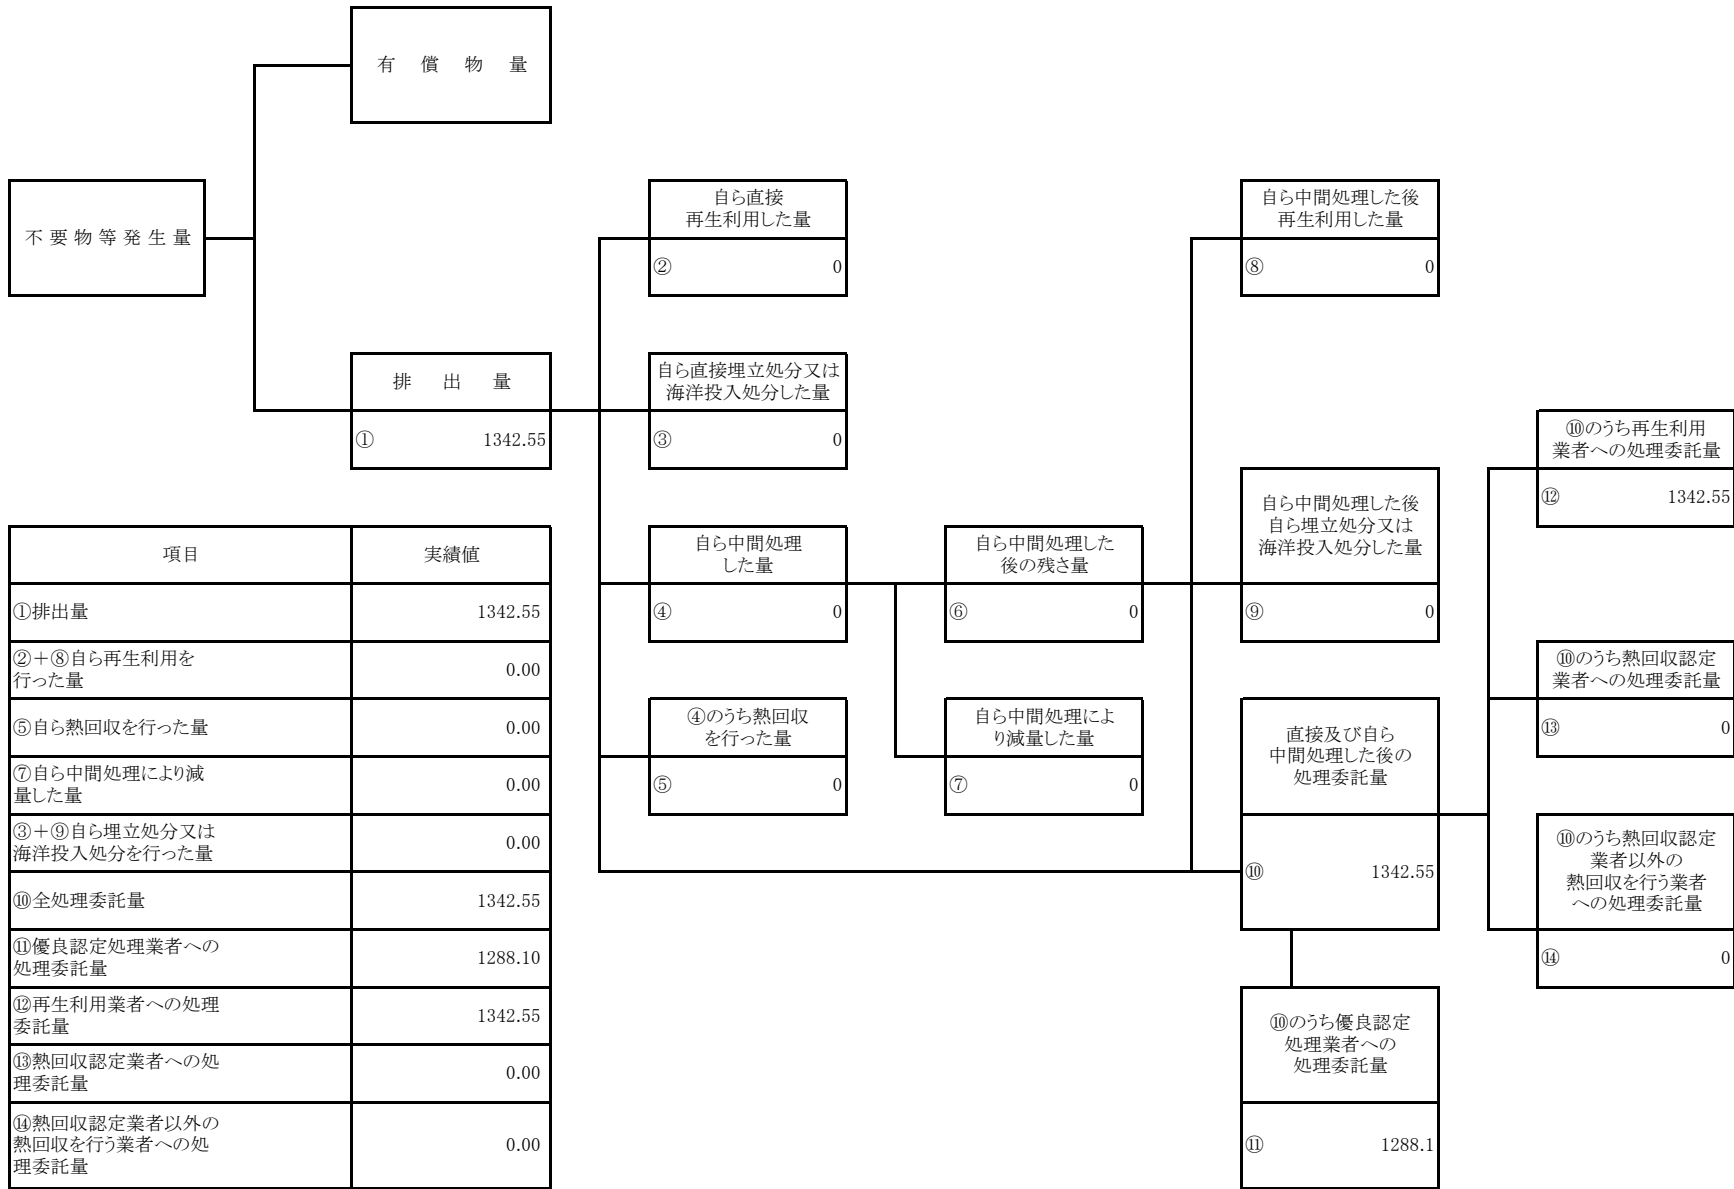 有 償 物 量
不要物等発生量
自ら直接
再生利用した量
② 0
自ら中間処理した後
再生利用した量
⑧ 0
排 出 量
① 1342.55
自ら直接埋立処分又は
海洋投入処分した量
③ 0
⑩のうち再生利用
業者への処理委託量
⑫ 1342.55
自ら中間処理した後
自ら埋立処分又は
海洋投入処分した量
⑨ 0
自ら中間処理
した量
④ 0
自ら中間処理した
後の残さ量
⑥ 0
⑩のうち熱回収認定
業者への処理委託量
⑬ 0
④のうち熱回収
を行った量
⑤ 0
自ら中間処理によ
り減量した量
⑦ 0
直接及び自ら
中間処理した後の
処理委託量
⑩ 1342.55
⑩のうち熱回収認定
業者以外の
熱回収を行う業者
への処理委託量
⑭ 0
⑩のうち優良認定
処理業者への
処理委託量
⑪ 1288.1
項目 実績値
①排出量 1342.55
②+⑧自ら再生利用を
行った量 0.00
⑤自ら熱回収を行った量 0.00
⑦自ら中間処理により減
量した量 0.00
③+⑨自ら埋立処分又は
海洋投入処分を行った量 0.00
⑩全処理委託量 1342.55
⑪優良認定処理業者への
処理委託量 1288.10
⑫再生利用業者への処理
委託量 1342.55
⑬熱回収認定業者への処
理委託量 0.00
⑭熱回収認定業者以外の
熱回収を行う業者への処
理委託量 0.00